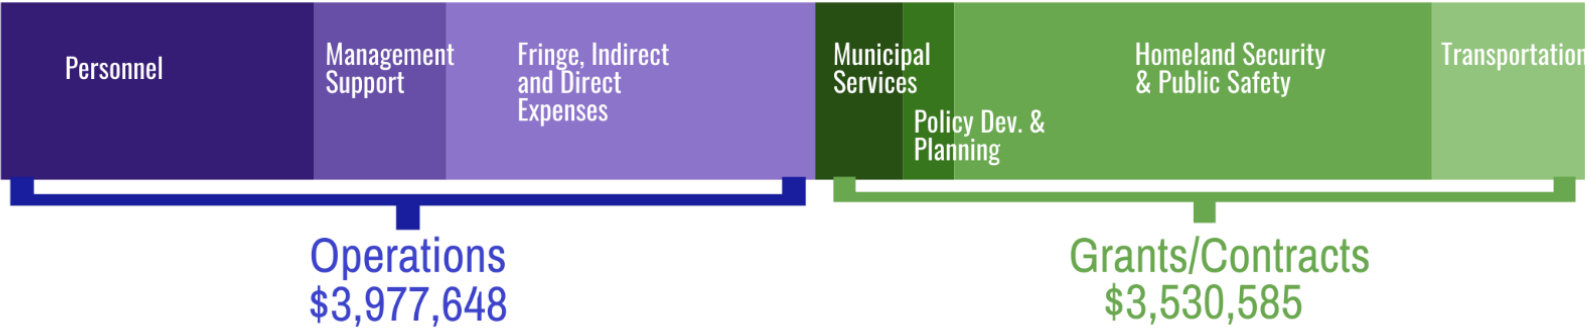 Personnel
Management
Support
Fringe, Indirect
and Direct
Expenses
Municipal
Services
Policy Dev. &
Planning
Homeland Security
& Public Safety
Transportation
Operations
$3,977,648
Grants/Contracts
$3,530,585